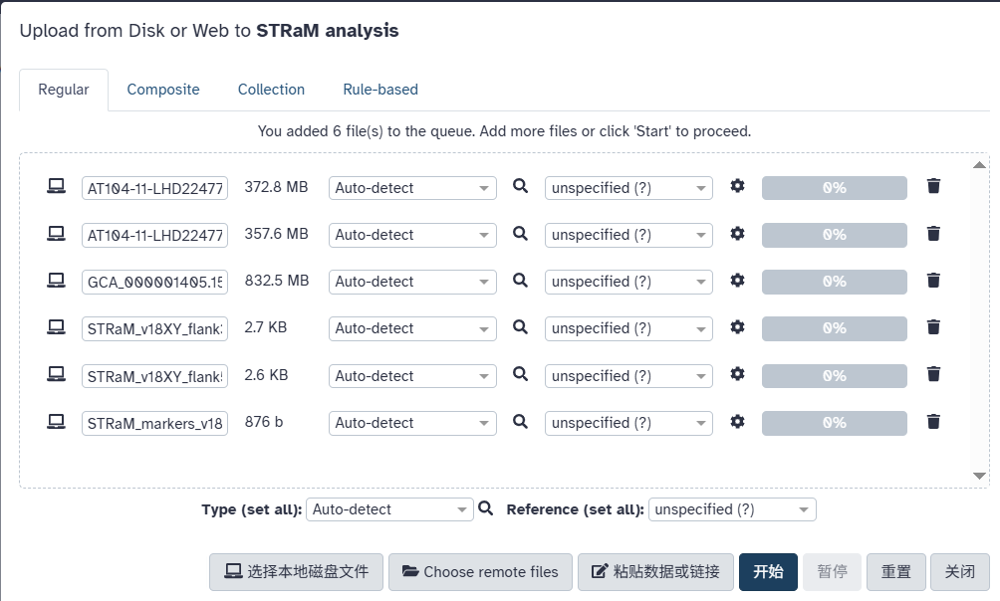 Upload from Disk or Web to STRaM analysis
Regular Composite Collection Rule-based
You added 6 file(s) to the queue. Add more files or click 'Start' to proceed.
AT104-11-LHD22477 372.8 MB Auto-detect unspecified (?) 0%
AT104-11-LHD22477 357.6 MB Auto-detect unspecified (?) 0%
GCA_000001405.15 832.5 MB Auto-detect unspecified (?) 0%
STRaM_v18XY_flank 2.7 KB Auto-detect unspecified (?) 0%
STRaM_v18XY_flank 2.6 KB Auto-detect unspecified (?) 0%
STRaM_markers_v18 876 b Auto-detect unspecified (?) 0%
Type (set all): Auto-detect Reference (set all): unspecified (?)
选择本地磁盘文件 Choose remote files 粘贴数据或链接 开始 暂停 重置 关闭